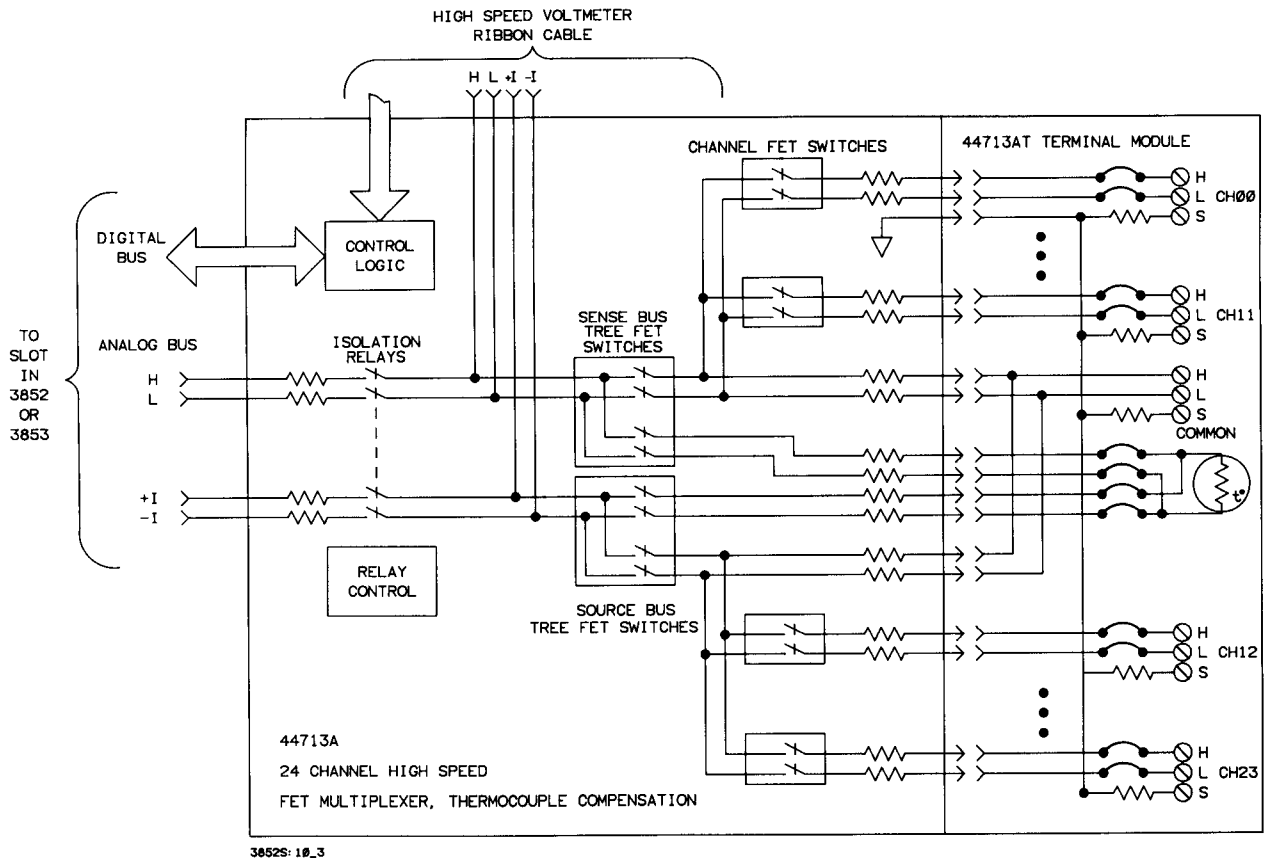 HIGH SPEED VOLTMETER
RIBBON CABLE
H L +I -I
CHANNEL FET SWITCHES
44713AT TERMINAL MODULE
H
L CHØØ
S
DIGITAL
BUS
CONTROL
LOGIC
H
L CH11
S
TO
SLOT
IN
3852
OR
3853
ANALOG BUS
H
L
ISOLATION
RELAYS
SENSE BUS
TREE FET
SWITCHES
H
L
S
COMMON
t°
+I
-I
RELAY
CONTROL
SOURCE BUS
TREE FET SWITCHES
H
L CH12
S
44713A
24 CHANNEL HIGH SPEED
FET MULTIPLEXER, THERMOCOUPLE COMPENSATION
H
L CH23
S
3852S: 1Ø_3